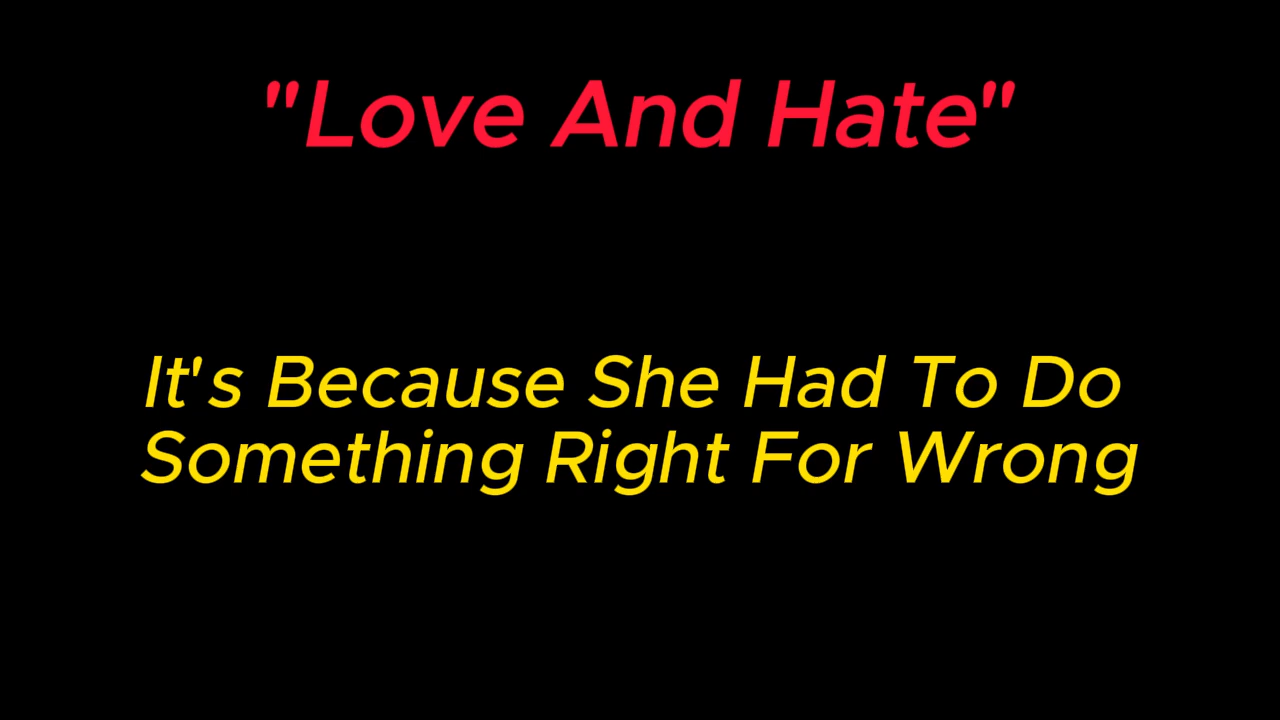 "Love And Hate"
It's Because She Had To Do
Something Right For Wrong